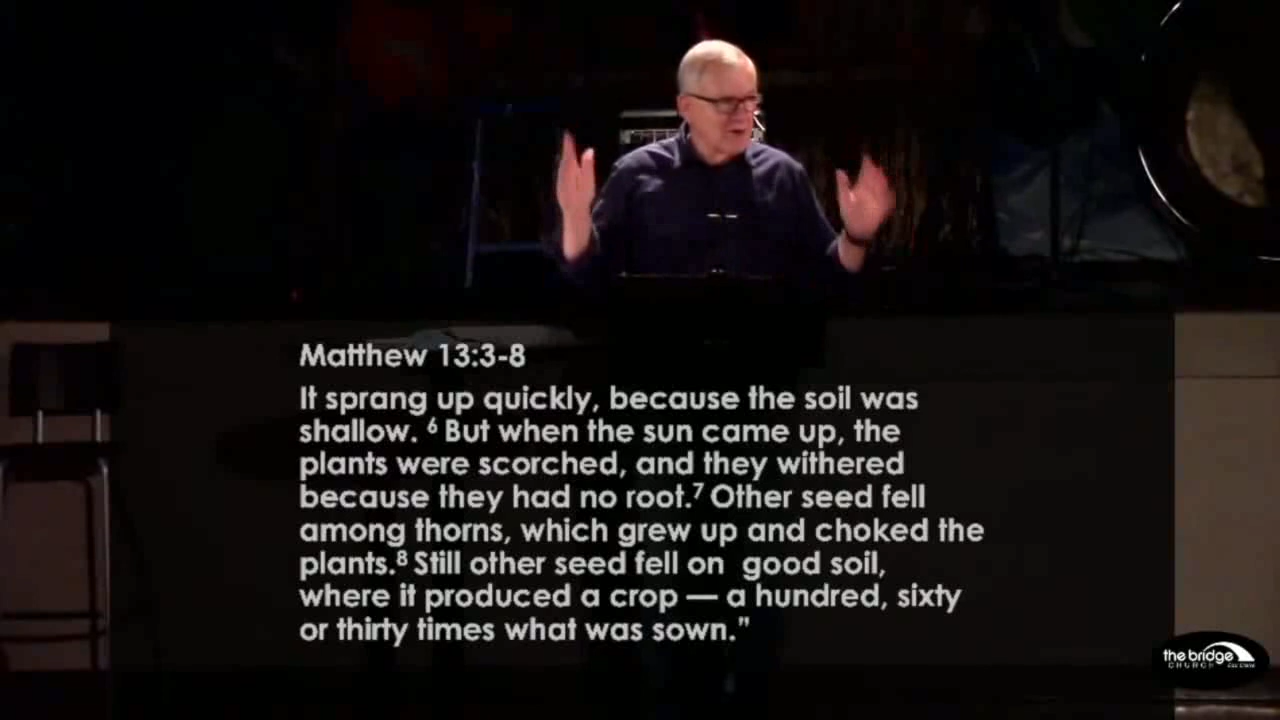 Matthew 13:3-8
It sprang up quickly, because the soil was
shallow. ⁶ But when the sun came up, the
plants were scorched, and they withered
because they had no root.⁷ Other seed fell
among thorns, which grew up and choked the
plants.⁸ Still other seed fell on good soil,
where it produced a crop — a hundred, sixty
or thirty times what was sown.”
the bridge
CHURCH